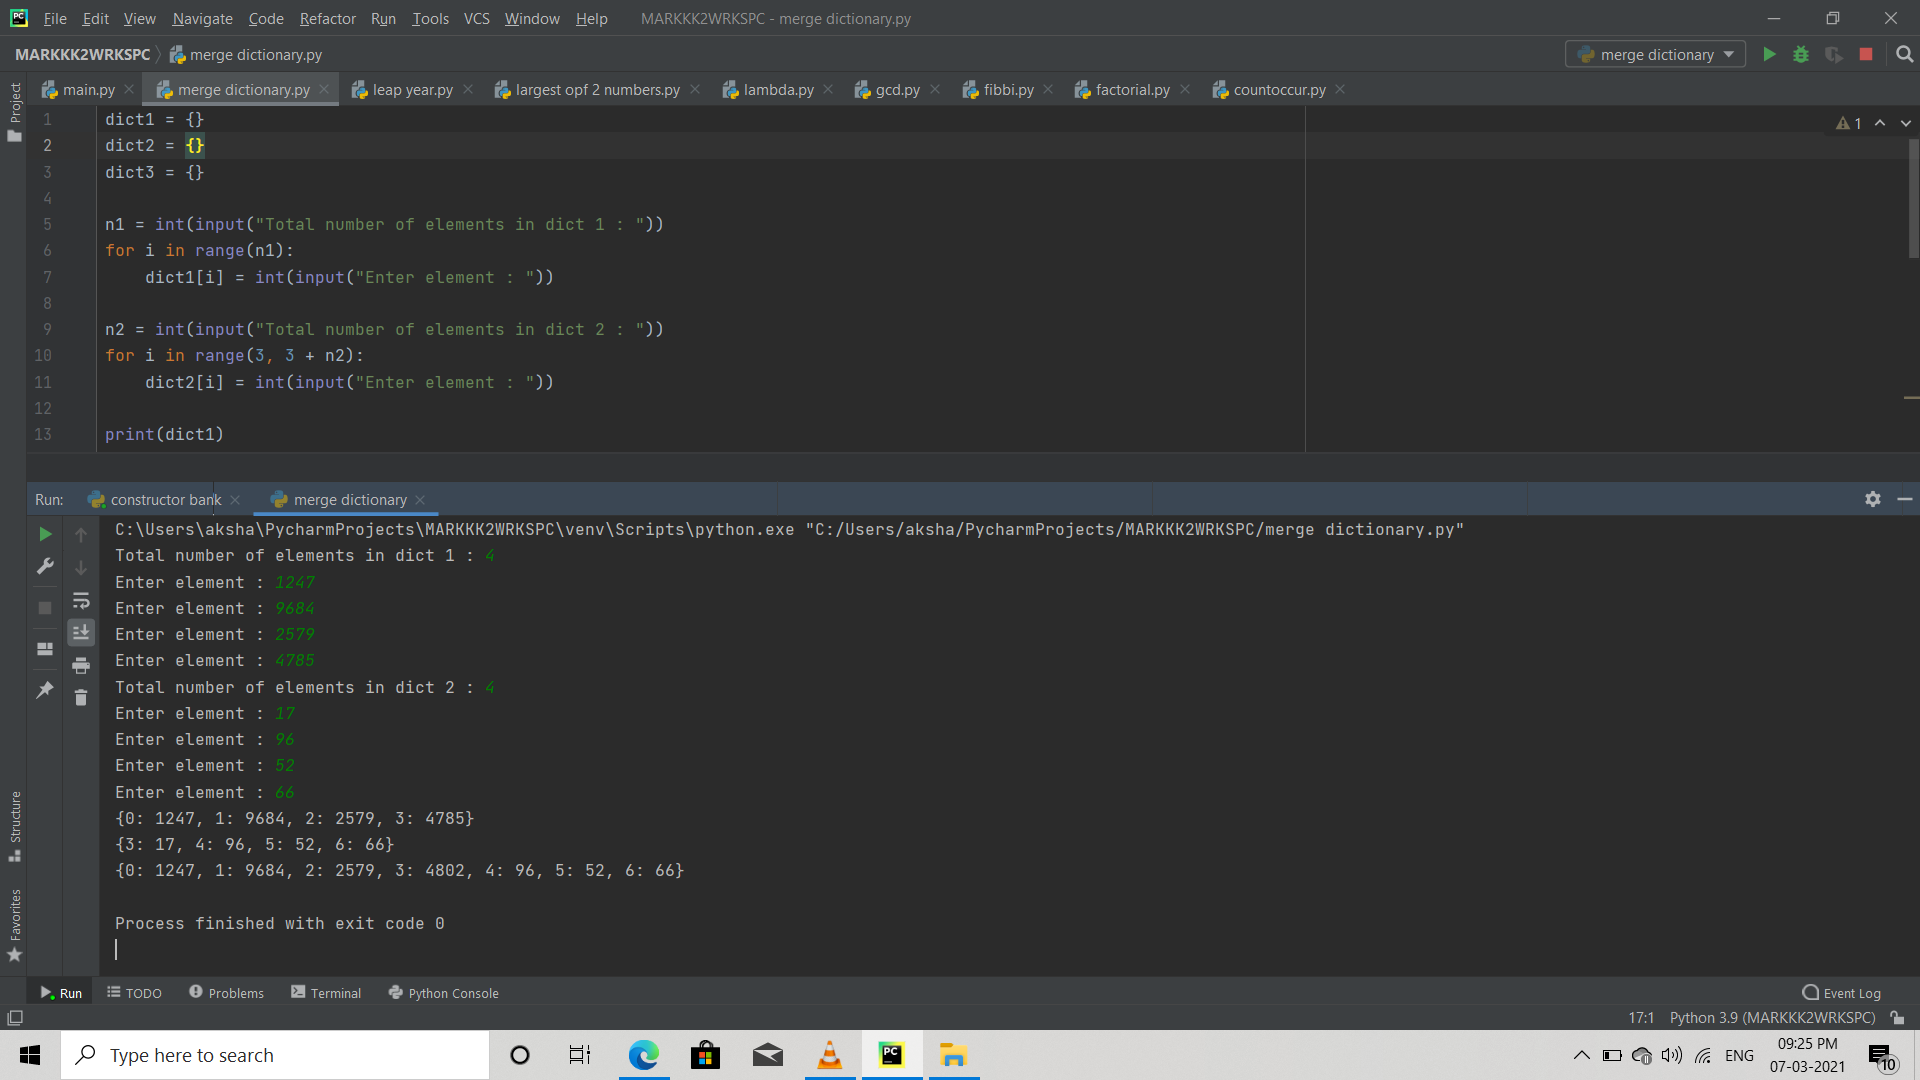 File Edit View Navigate Code Refactor Run Tools VCS Window Help MARKKK2WRKSPC - merge dictionary.py
MARKKK2WRKSPC merge dictionary.py merge dictionary
main.py merge dictionary.py leap year.py largest opf 2 numbers.py lambda.py gcd.py fibbi.py factorial.py countoccur.py
Project
1 dict1 = {}
1
2 dict2 = {}
3 dict3 = {}
4
5 n1 = int(input("Total number of elements in dict 1 : "))
6 for i in range(n1):
7 dict1[i] = int(input("Enter element : "))
8
9 n2 = int(input("Total number of elements in dict 2 : "))
10 for i in range(3, 3 + n2):
11 dict2[i] = int(input("Enter element : "))
12
13 print(dict1)
Run: constructor bank merge dictionary
C:\Users\aksha\PycharmProjects\MARKKK2WRKSPC\venv\Scripts\python.exe "C:/Users/aksha/PycharmProjects/MARKKK2WRKSPC/merge dictionary.py"
Total number of elements in dict 1 : 4
Enter element : 1247
Enter element : 9684
Enter element : 2579
Enter element : 4785
Total number of elements in dict 2 : 4
Enter element : 17
Enter element : 96
Enter element : 52
Enter element : 66
{0: 1247, 1: 9684, 2: 2579, 3: 4785}
{3: 17, 4: 96, 5: 52, 6: 66}
{0: 1247, 1: 9684, 2: 2579, 3: 4802, 4: 96, 5: 52, 6: 66}
Process finished with exit code 0
Structure
Favorites
Run TODO Problems Terminal Python Console Event Log
17:1 Python 3.9 (MARKKK2WRKSPC)
Type here to search
PC
ENG
09:25 PM
07-03-2021
10